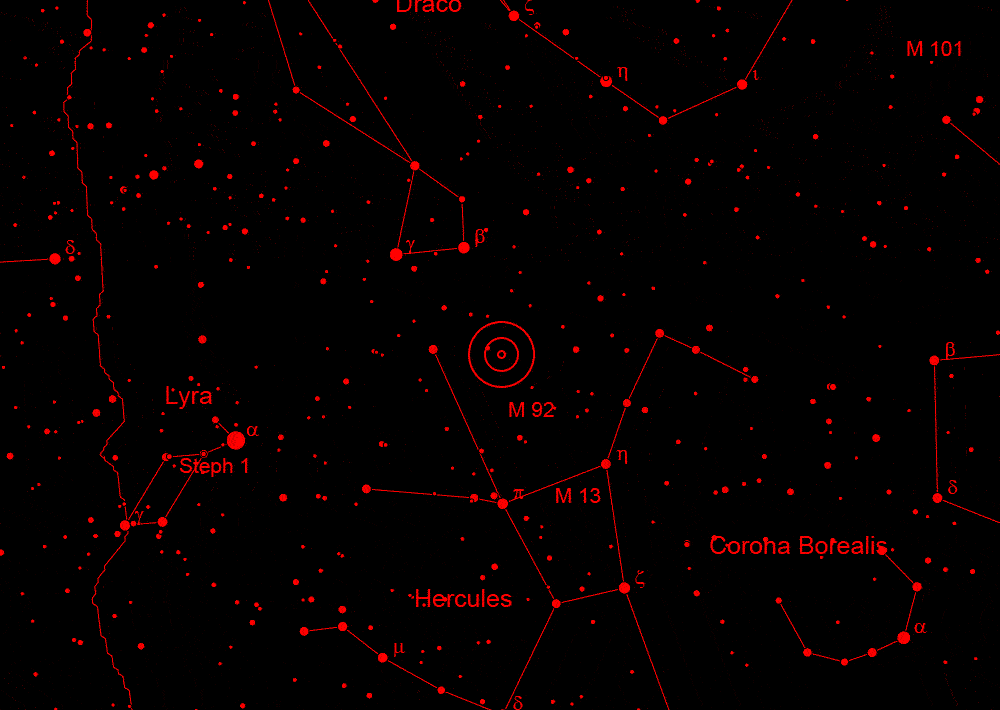 Draco
ζ
η
ι
M 101
δ
γ
β
β
Lyra
M 92
α
η
Steph 1
π
M 13
δ
γ
Corona Borealis
ζ
Hercules
α
μ
δ